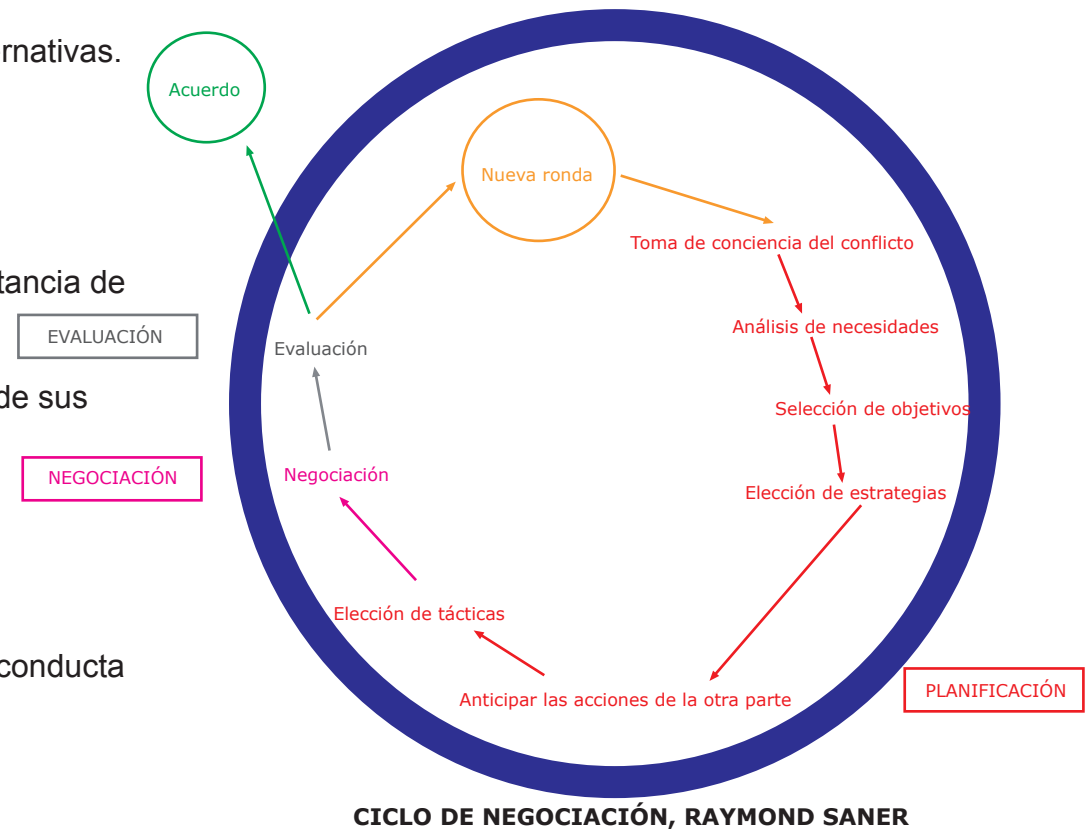 ernativas.
Acuerdo
Nueva ronda
Toma de conciencia del conflicto
tancia de
EVALUACIÓN
Evaluación
Análisis de necesidades
de sus
Selección de objetivos
NEGOCIACIÓN
Negociación
Elección de estrategias
Elección de tácticas
conducta
Anticipar las acciones de la otra parte
PLANIFICACIÓN
CICLO DE NEGOCIACIÓN, RAYMOND SANER